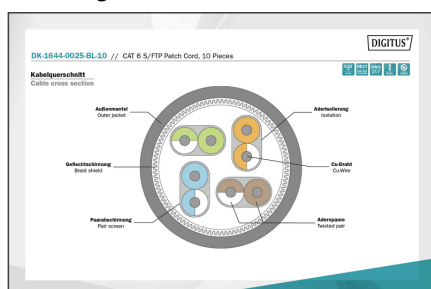 DIGITUS®
DK-1644-0025-BL-10 // CAT 6 S/FTP Patch Cord, 10 Pieces
Kabelquerschnitt
Cable cross section
Außenmantel
Outer jacket
Aderisolierung
Isolation
Geflechtschirmung
Braid shield
Cu-Draht
Cu-Wire
Paarabschirmung
Pair screen
Adernpaare
Twisted pair